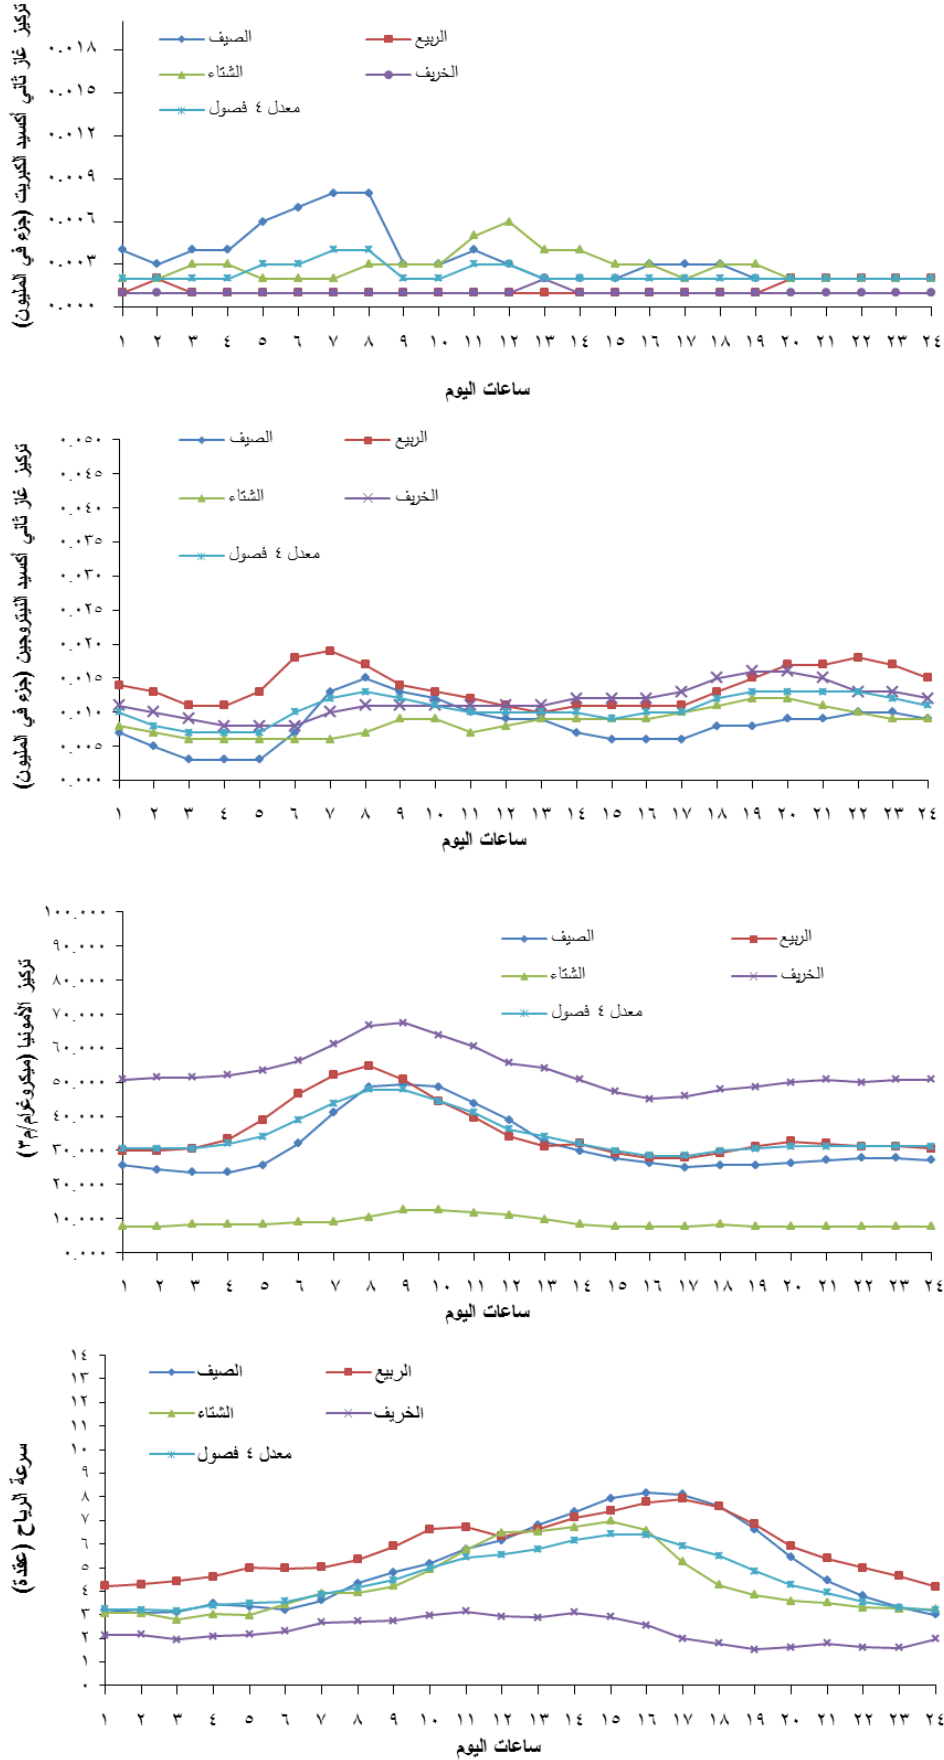 تركيز غاز ثاني أكسيد الكبريت (جزء في المليون)
الصيف
الربيع
الشتاء
الخريف
معدل ٤ فصول
٠.٠١٨
٠.٠١٥
٠.٠١٢
٠.٠٠٩
٠.٠٠٦
٠.٠٠٣
٠.٠٠٠
١ ٢ ٣ ٤ ٥ ٦ ٧ ٨ ٩ ١٠ ١١ ١٢ ١٣ ١٤ ١٥ ١٦ ١٧ ١٨ ١٩ ٢٠ ٢١ ٢٢ ٢٣ ٢٤
ساعات اليوم
تركيز غاز ثاني أكسيد النيتروجين (جزء في المليون)
الصيف
الربيع
الشتاء
الخريف
معدل ٤ فصول
٠.٠٥٠
٠.٠٤٥
٠.٠٤٠
٠.٠٣٥
٠.٠٣٠
٠.٠٢٥
٠.٠٢٠
٠.٠١٥
٠.٠١٠
٠.٠٠٥
٠.٠٠٠
١ ٢ ٣ ٤ ٥ ٦ ٧ ٨ ٩ ١٠ ١١ ١٢ ١٣ ١٤ ١٥ ١٦ ١٧ ١٨ ١٩ ٢٠ ٢١ ٢٢ ٢٣ ٢٤
ساعات اليوم
تركيز الأمونيا (ميكروغرام/م٣)
الصيف
الربيع
الشتاء
الخريف
معدل ٤ فصول
١٠٠.٠٠٠
٩٠.٠٠٠
٨٠.٠٠٠
٧٠.٠٠٠
٦٠.٠٠٠
٥٠.٠٠٠
٤٠.٠٠٠
٣٠.٠٠٠
٢٠.٠٠٠
١٠.٠٠٠
٠.٠٠٠
١ ٢ ٣ ٤ ٥ ٦ ٧ ٨ ٩ ١٠ ١١ ١٢ ١٣ ١٤ ١٥ ١٦ ١٧ ١٨ ١٩ ٢٠ ٢١ ٢٢ ٢٣ ٢٤
ساعات اليوم
سرعة الرياح (عقدة)
الصيف
الربيع
الشتاء
الخريف
معدل ٤ فصول
١٤
١٣
١٢
١١
١٠
٩
٨
٧
٦
٥
٤
٣
٢
١
٠
١ ٢ ٣ ٤ ٥ ٦ ٧ ٨ ٩ ١٠ ١١ ١٢ ١٣ ١٤ ١٥ ١٦ ١٧ ١٨ ١٩ ٢٠ ٢١ ٢٢ ٢٣ ٢٤
ساعات اليوم